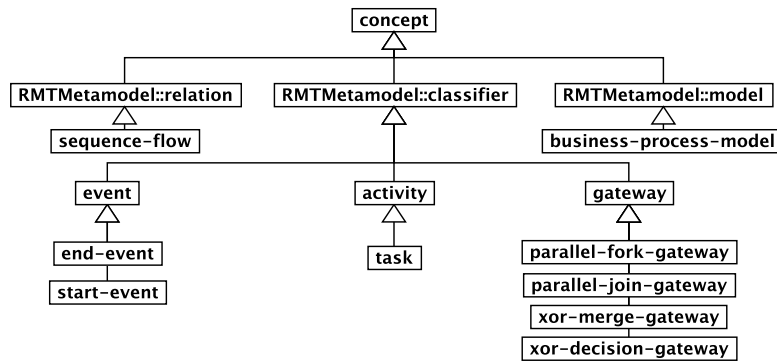 concept
RMTMetamodel::relation
RMTMetamodel::classifier
RMTMetamodel::model
sequence-flow
business-process-model
event
activity
gateway
end-event
task
parallel-fork-gateway
start-event
parallel-join-gateway
xor-merge-gateway
xor-decision-gateway